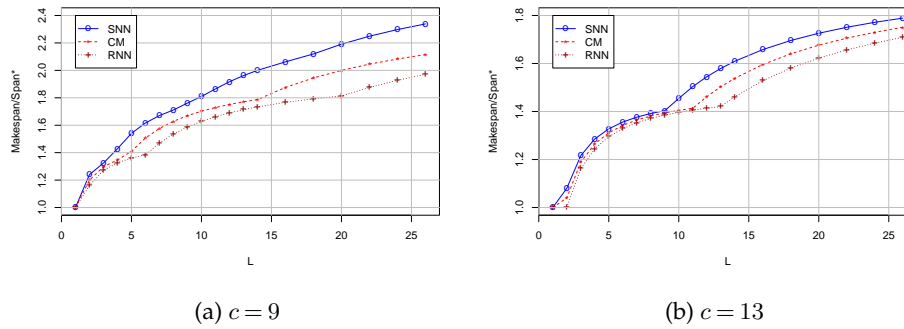 Makespan/Span*
2.4
2.2
2.0
1.8
1.6
1.4
1.2
1.0
SNN
CM
RNN
0 5 10 15 20 25
L
(a) c = 9
Makespan/Span*
1.8
1.6
1.4
1.2
1.0
SNN
CM
RNN
0 5 10 15 20 25
L
(b) c = 13